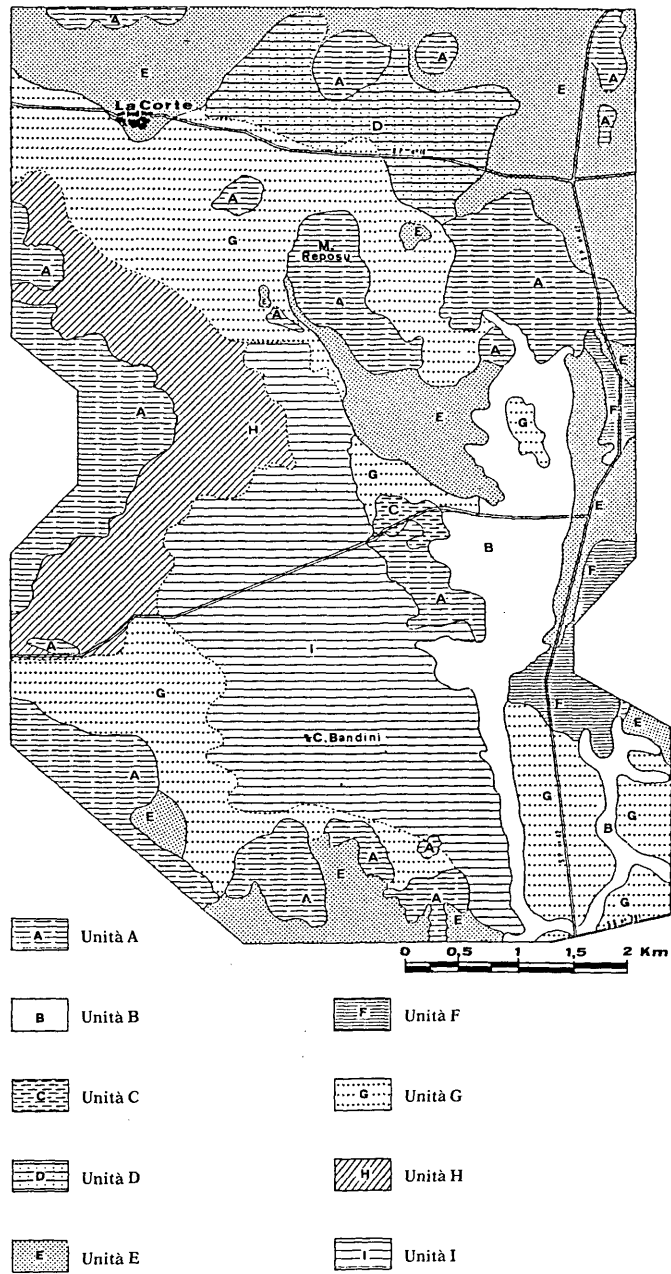 A
A
A
E
E
A
La Corte
D
A
A
G
E
M.
Reposu
A
A
A
A
E
A
A
F
G
E
H
G
C
E
B
F
A
A
I
G
F
E
C. Bandini
A
G
G
E
B
A
A
E
A
A
G
E
A Unità A
0 0,5 1 1,5 2 Km
B Unità B
F Unità F
C Unità C
G Unità G
D Unità D
H Unità H
E Unità E
I Unità I